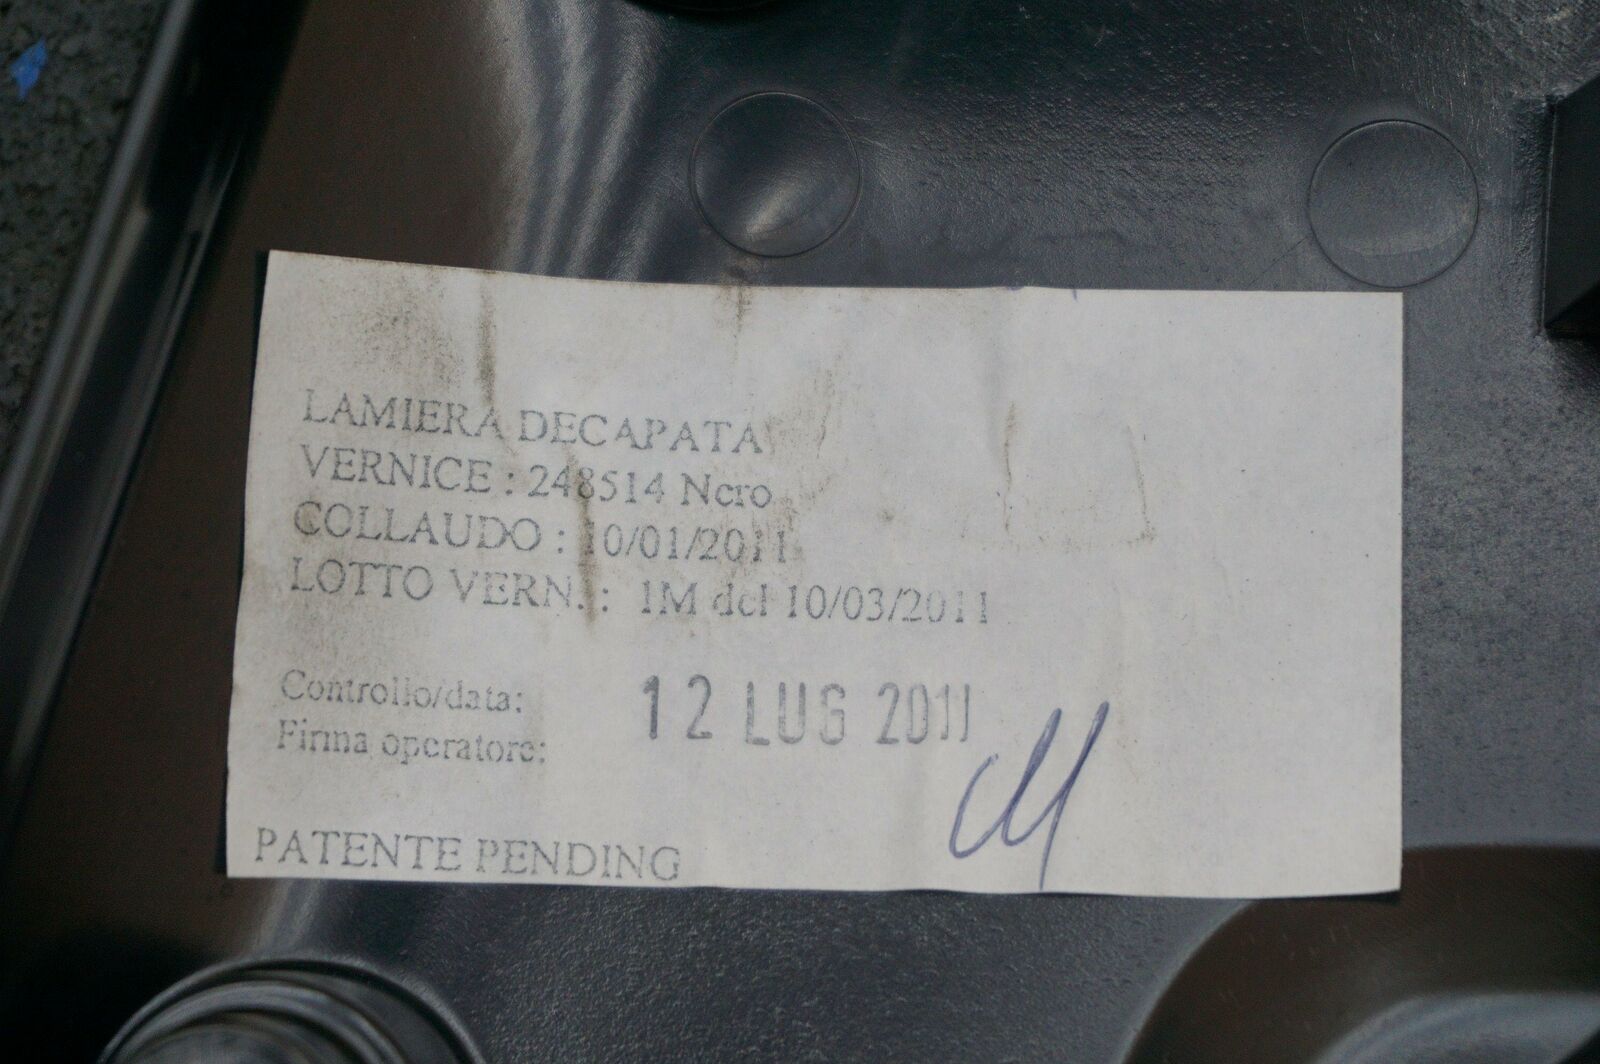 LAMIERA DECAPATA
VERNICE : 248514 Nero
COLLAUDO : 10/01/2011
LOTTO VERN. : 1M del 10/03/2011
Controllo/data: 12 LUG 2011
Firma operatore:
PATENTE PENDING